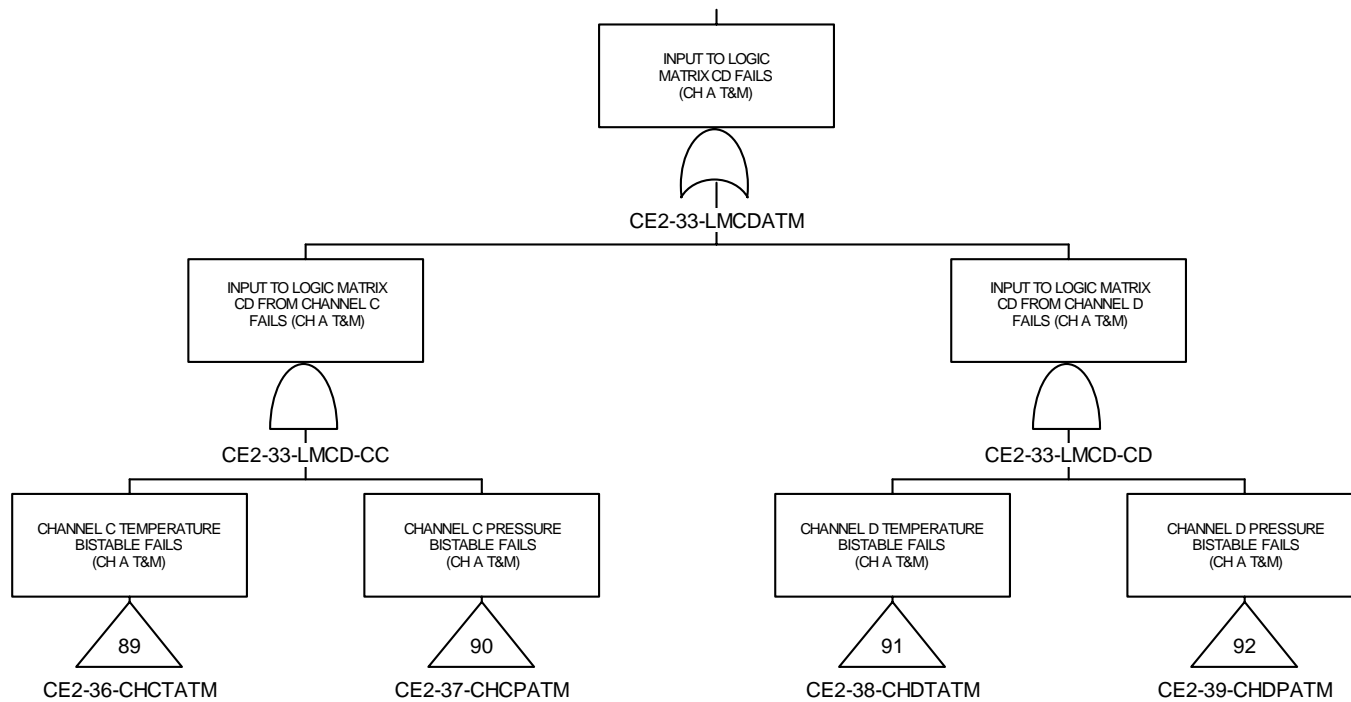 INPUT TO LOGIC
MATRIX CD FAILS
(CH A T&M)
CE2-33-LMCDATM
INPUT TO LOGIC MATRIX
CD FROM CHANNEL C
FAILS (CH A T&M)
INPUT TO LOGIC MATRIX
CD FROM CHANNEL D
FAILS (CH A T&M)
CE2-33-LMCD-CC
CE2-33-LMCD-CD
CHANNEL C TEMPERATURE
BISTABLE FAILS
(CH A T&M)
CHANNEL C PRESSURE
BISTABLE FAILS
(CH A T&M)
CHANNEL D TEMPERATURE
BISTABLE FAILS
(CH A T&M)
CHANNEL D PRESSURE
BISTABLE FAILS
(CH A T&M)
89
90
91
92
CE2-36-CHCTATM
CE2-37-CHCPATM
CE2-38-CHDTATM
CE2-39-CHDPATM